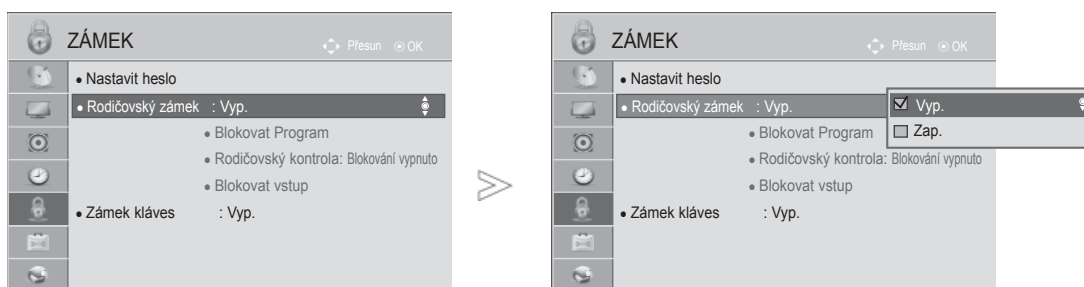 ZÁMEK
Přesun OK
• Nastavit heslo
• Rodičovský zámek : Vyp.
• Blokovat Program
• Rodičovský kontrola: Blokování vypnuto
• Blokovat vstup
• Zámek kláves : Vyp.
ZÁMEK
Přesun OK
• Nastavit heslo
• Rodičovský zámek : Vyp.
Vyp.
Zap.
• Blokovat Program
• Rodičovský kontrola: Blokování vypnuto
• Blokovat vstup
• Zámek kláves : Vyp.